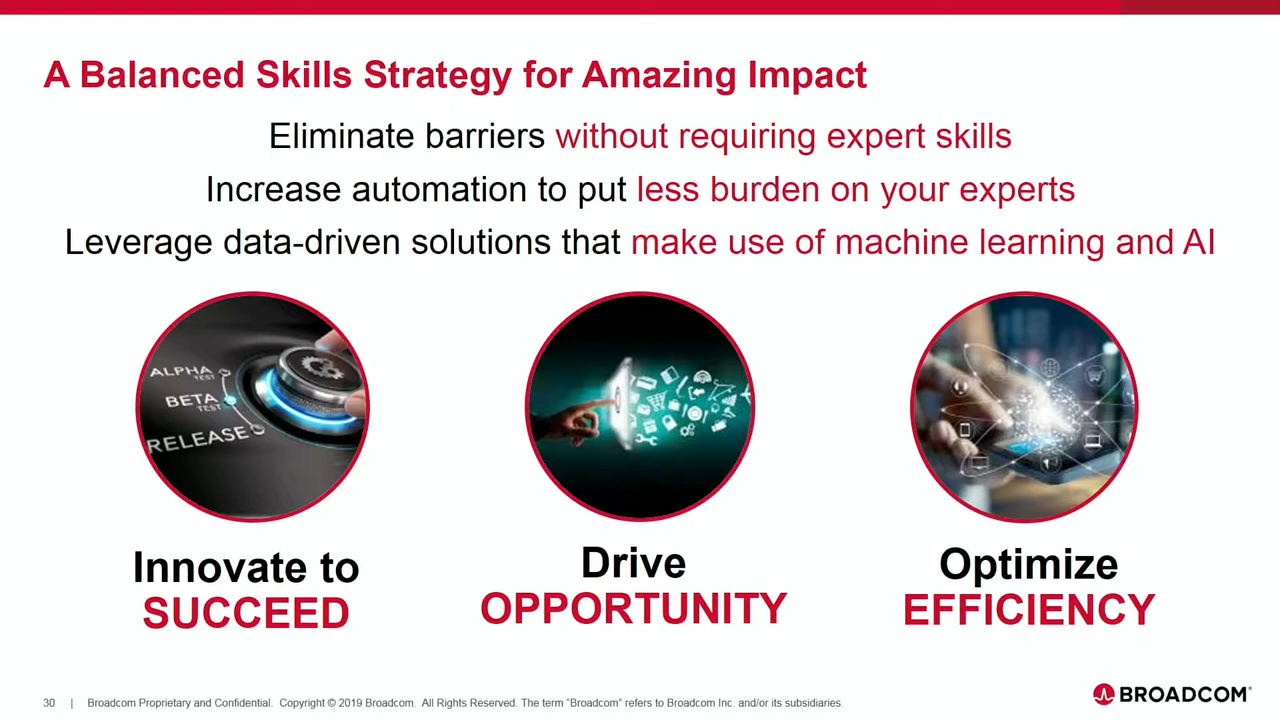 A Balanced Skills Strategy for Amazing Impact
Eliminate barriers without requiring expert skills
Increase automation to put less burden on your experts
Leverage data-driven solutions that make use of machine learning and AI
ALPHA
TEST
BETA
TEST
RELEASE
Innovate to
SUCCEED
Drive
OPPORTUNITY
Optimize
EFFICIENCY
30 | Broadcom Proprietary and Confidential. Copyright © 2019 Broadcom. All Rights Reserved. The term “Broadcom” refers to Broadcom Inc. and/or its subsidiaries.
BROADCOM®